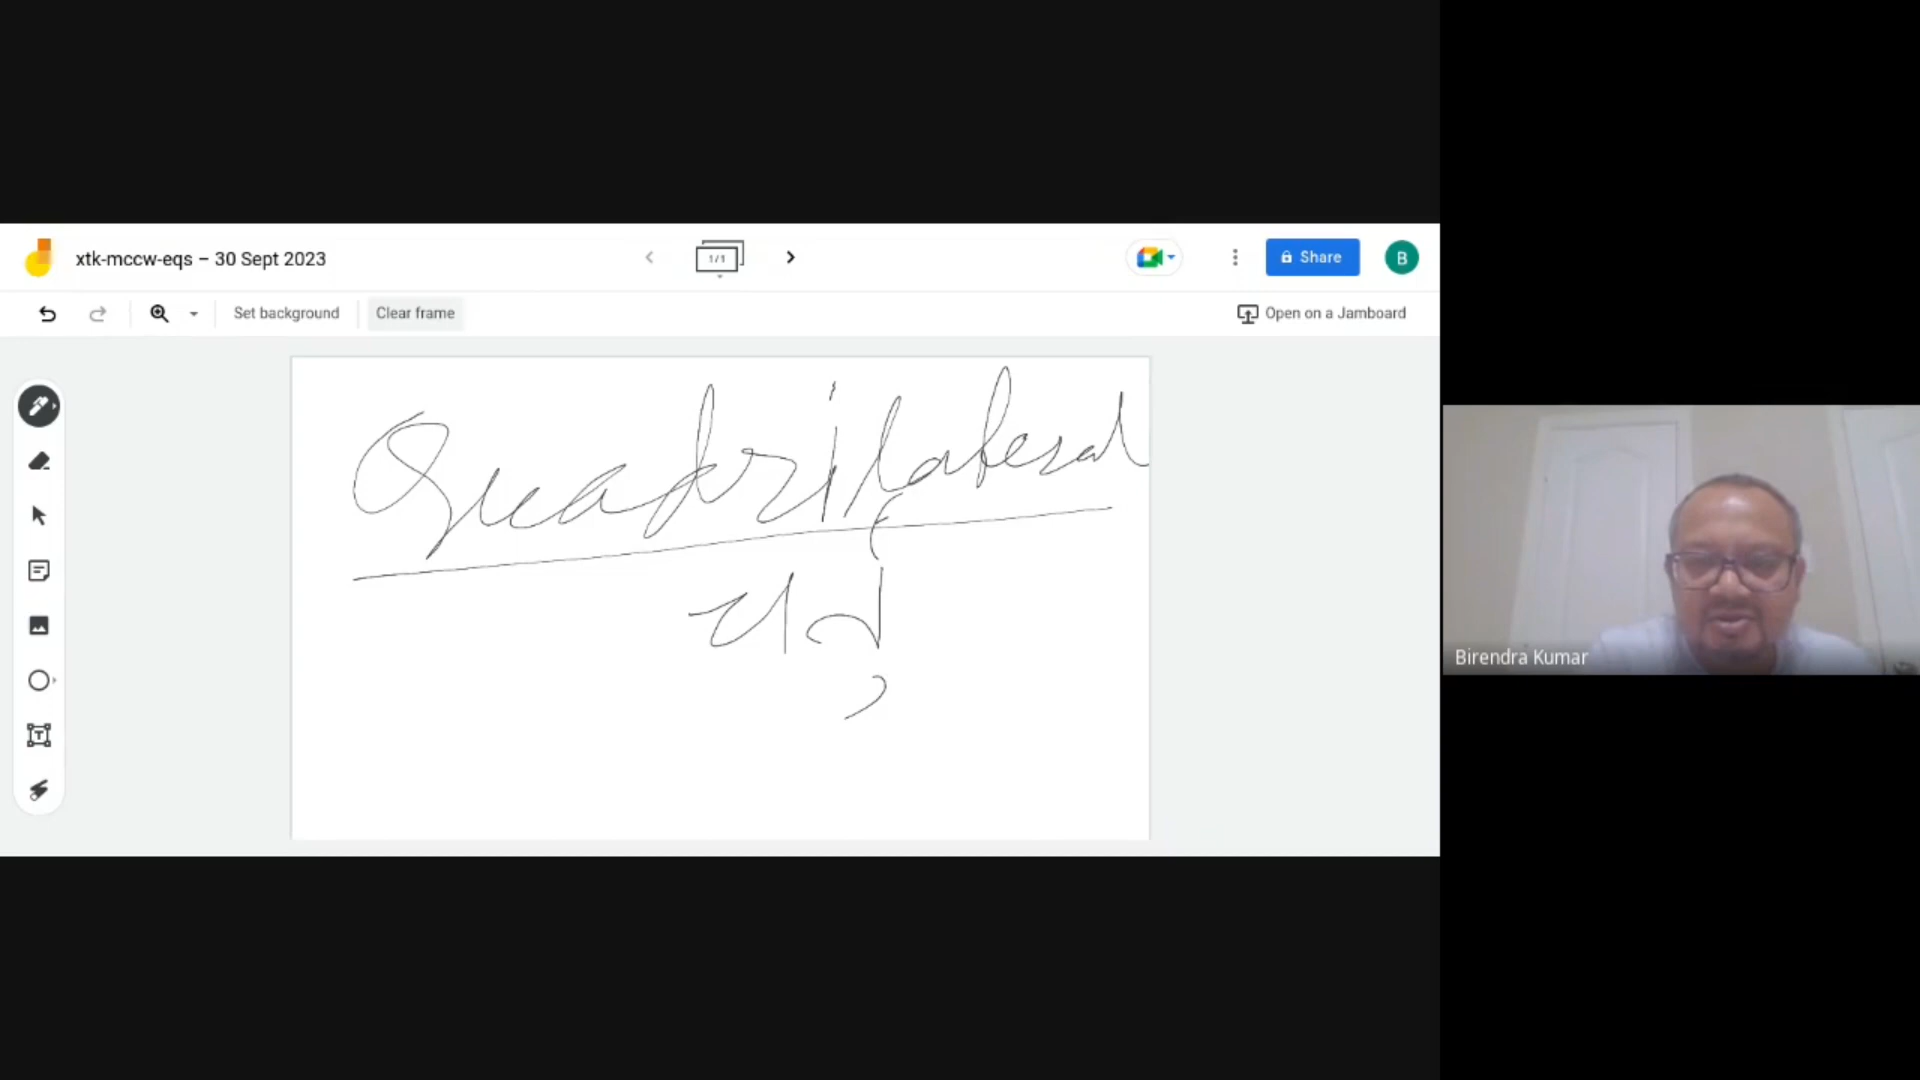 xtk-mccw-eqs – 30 Sept 2023
1/1
Share
B
Set background
Clear frame
Open on a Jamboard
Quadrilateral
Birendra Kumar